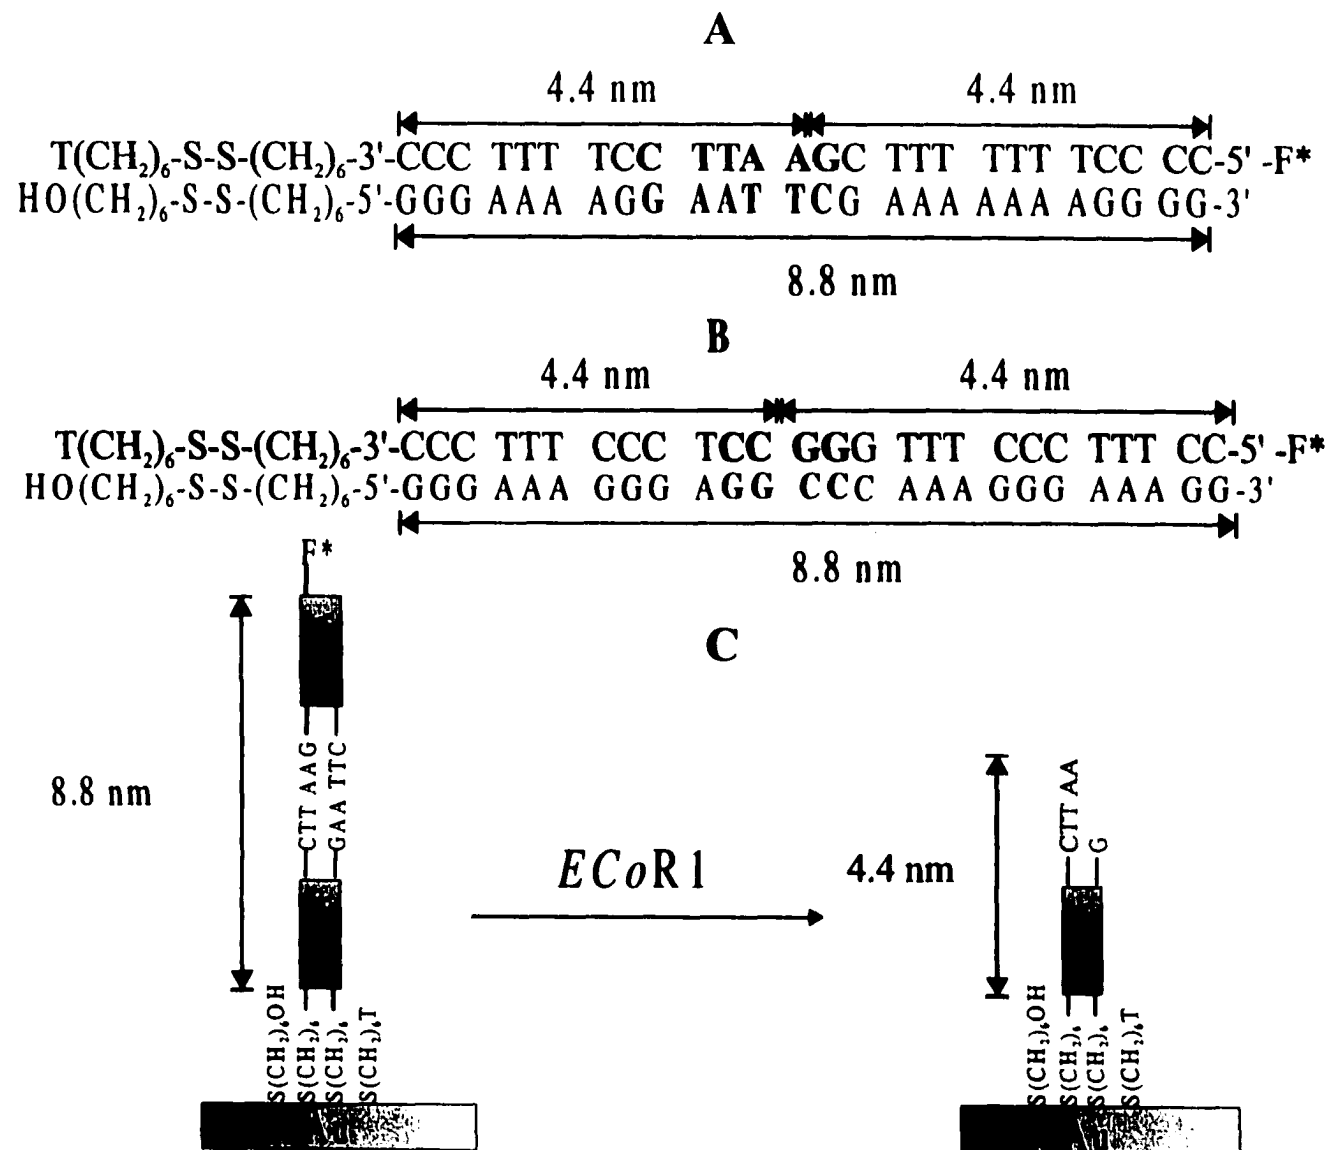 A
4.4 nm 4.4 nm
T(CH₂)₆-S-S-(CH₂)₆-3'-CCC TTT TCC TTA AGC TTT TTT TCC CC-5' -F*
HO(CH₂)₆-S-S-(CH₂)₆-5'-GGG AAA AGG AAT TCG AAA AAA AGG GG-3'
8.8 nm
B
4.4 nm 4.4 nm
T(CH₂)₆-S-S-(CH₂)₆-3'-CCC TTT CCC TCC GGG TTT CCC TTT CC-5' -F*
HO(CH₂)₆-S-S-(CH₂)₆-5'-GGG AAA GGG AGG CCC AAA GGG AAA GG-3'
8.8 nm
F*
C
8.8 nm
CTT AAG
GAA TTC
ECoR1
4.4 nm
CTT AA
G
S(CH₂)₆OH
S(CH₂)₆
S(CH₂)₆
S(CH₂)₆T
S(CH₂)₆OH
S(CH₂)₆
S(CH₂)₆
S(CH₂)₆T